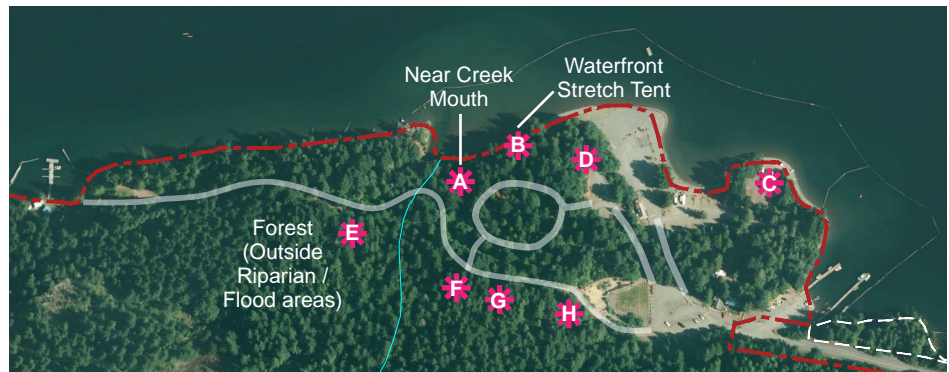 Near Creek
Mouth
Waterfront
Stretch Tent
B
D
A
C
E
Forest
(Outside
Riparian /
Flood areas)
F
G
H